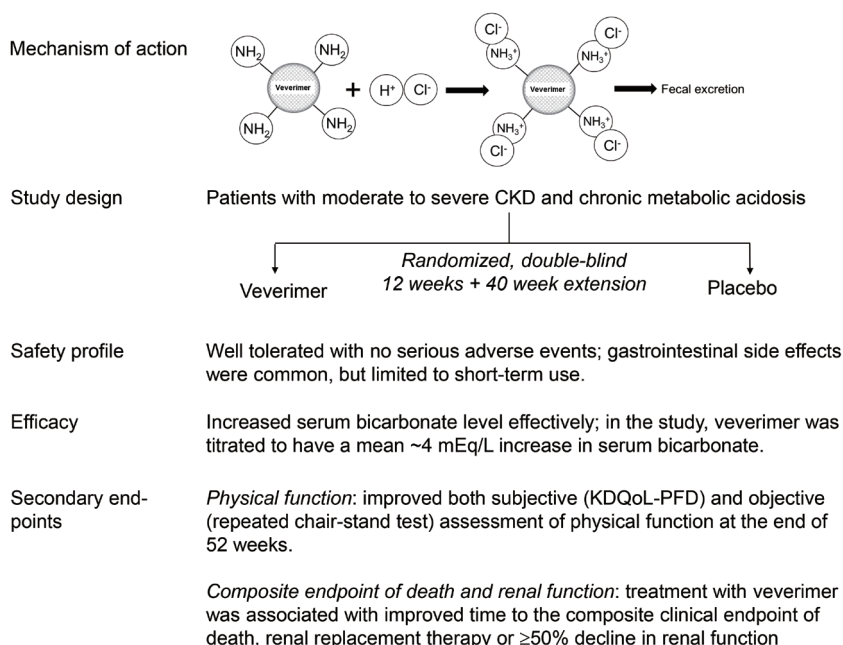 Mechanism of action
NH₂ NH₂
Veverimer
NH₂ NH₂
+
H⁺ Cl⁻
Cl⁻ NH₃⁺ NH₃⁺ Cl⁻
Veverimer
NH₃⁺ Cl⁻ NH₃⁺ Cl⁻
Fecal excretion
Study design
Patients with moderate to severe CKD and chronic metabolic acidosis
Randomized, double-blind
12 weeks + 40 week extension
Veverimer
Placebo
Safety profile
Well tolerated with no serious adverse events; gastrointestinal side effects
were common, but limited to short-term use.
Efficacy
Increased serum bicarbonate level effectively; in the study, veverimer was
titrated to have a mean ~4 mEq/L increase in serum bicarbonate.
Secondary end-
points
Physical function: improved both subjective (KDQoL-PFD) and objective
(repeated chair-stand test) assessment of physical function at the end of
52 weeks.
Composite endpoint of death and renal function: treatment with veverimer
was associated with improved time to the composite clinical endpoint of
death, renal replacement therapy or ≥50% decline in renal function